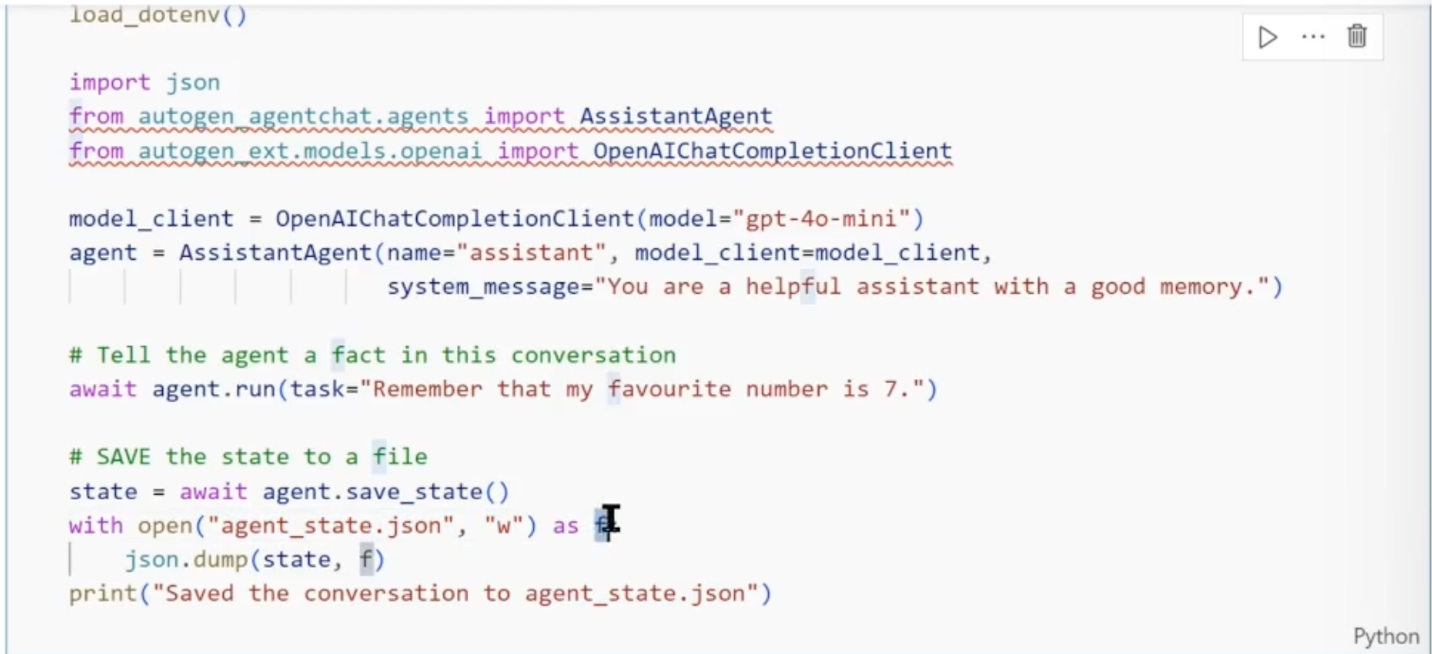 load_dotenv()
import json
from autogen_agentchat.agents import AssistantAgent
from autogen_ext.models.openai import OpenAIChatCompletionClient
model_client = OpenAIChatCompletionClient(model="gpt-4o-mini")
agent = AssistantAgent(name="assistant", model_client=model_client,
system_message="You are a helpful assistant with a good memory.")
# Tell the agent a fact in this conversation
await agent.run(task="Remember that my favourite number is 7.")
# SAVE the state to a file
state = await agent.save_state()
with open("agent_state.json", "w") as f
json.dump(state, f)
print("Saved the conversation to agent_state.json")
Python